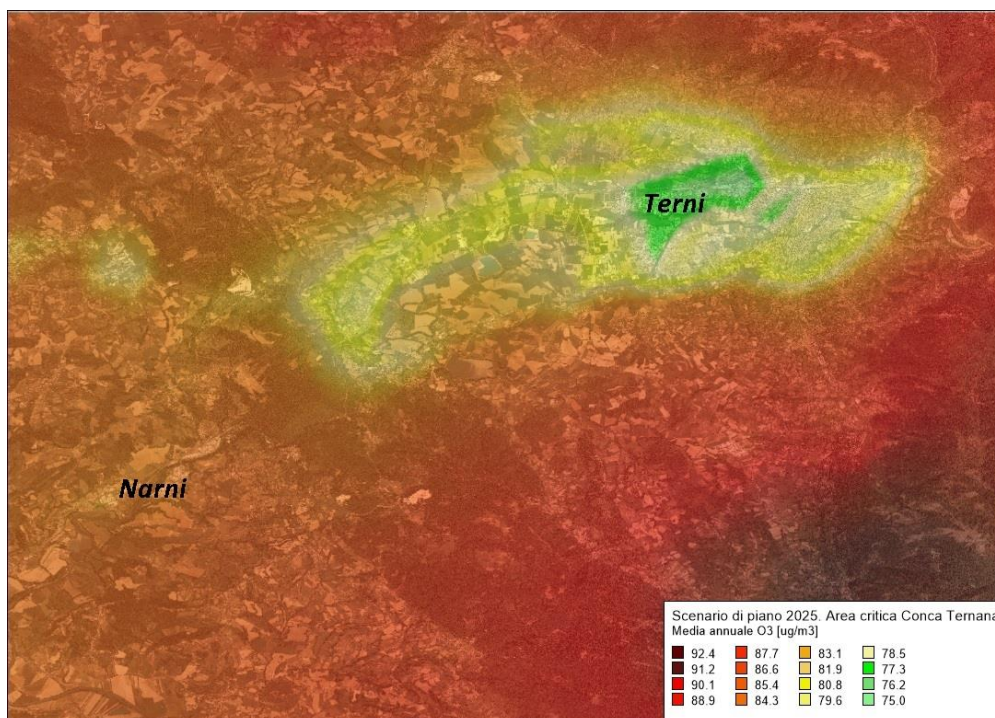 Terni
Narni
Scenario di piano 2025. Area critica Conca Ternana
Media annuale O3 [ug/m3]
92.4 87.7 83.1 78.5
91.2 86.6 81.9 77.3
90.1 85.4 80.8 76.2
88.9 84.3 79.6 75.0